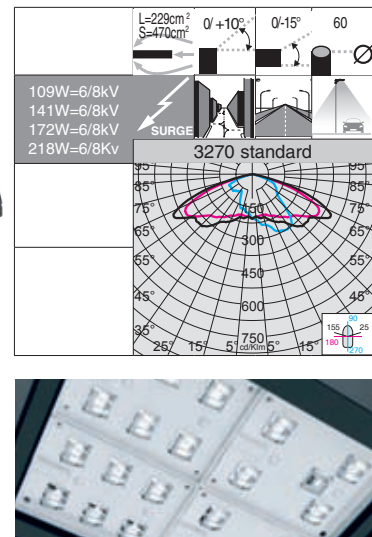 L=229cm²
S=470cm²
0/ +10°
0/-15°
60
109W=6/8kV
141W=6/8kV
172W=6/8kV
218W=6/8Kv
SURGE
3270 standard
95° 95°
85° 85°
75° 75°
150
65° 65°
300
55° 55°
450
45° 45°
600
35°
750
cd/Klm
25° 15° 5° 5° 15°
90
155 25
180
270